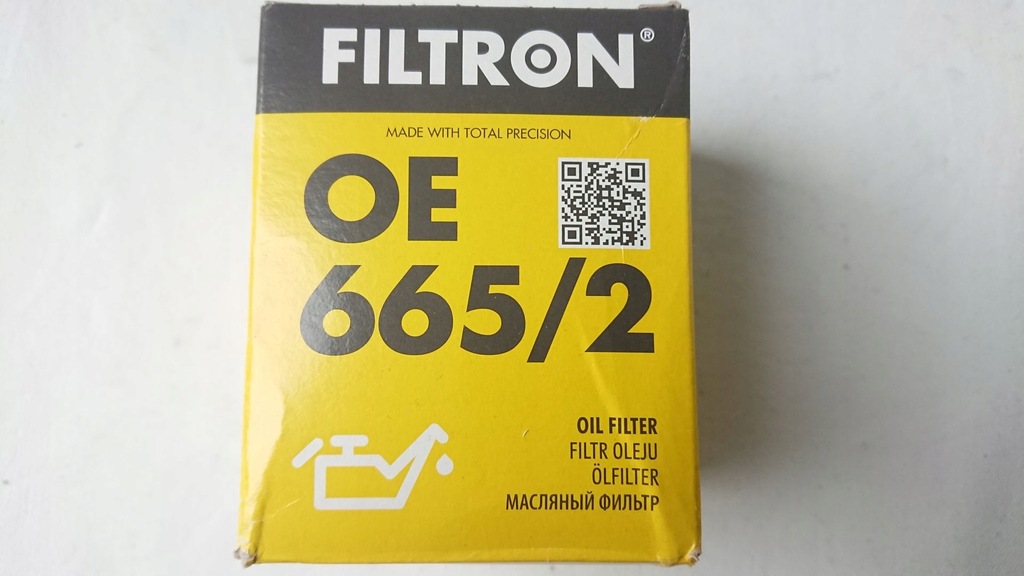 FILTRON®
MADE WITH TOTAL PRECISION
OE
665/2
OIL FILTER
FILTR OLEJU
ÖLFILTER
МАСЛЯНЫЙ ФИЛЬТР